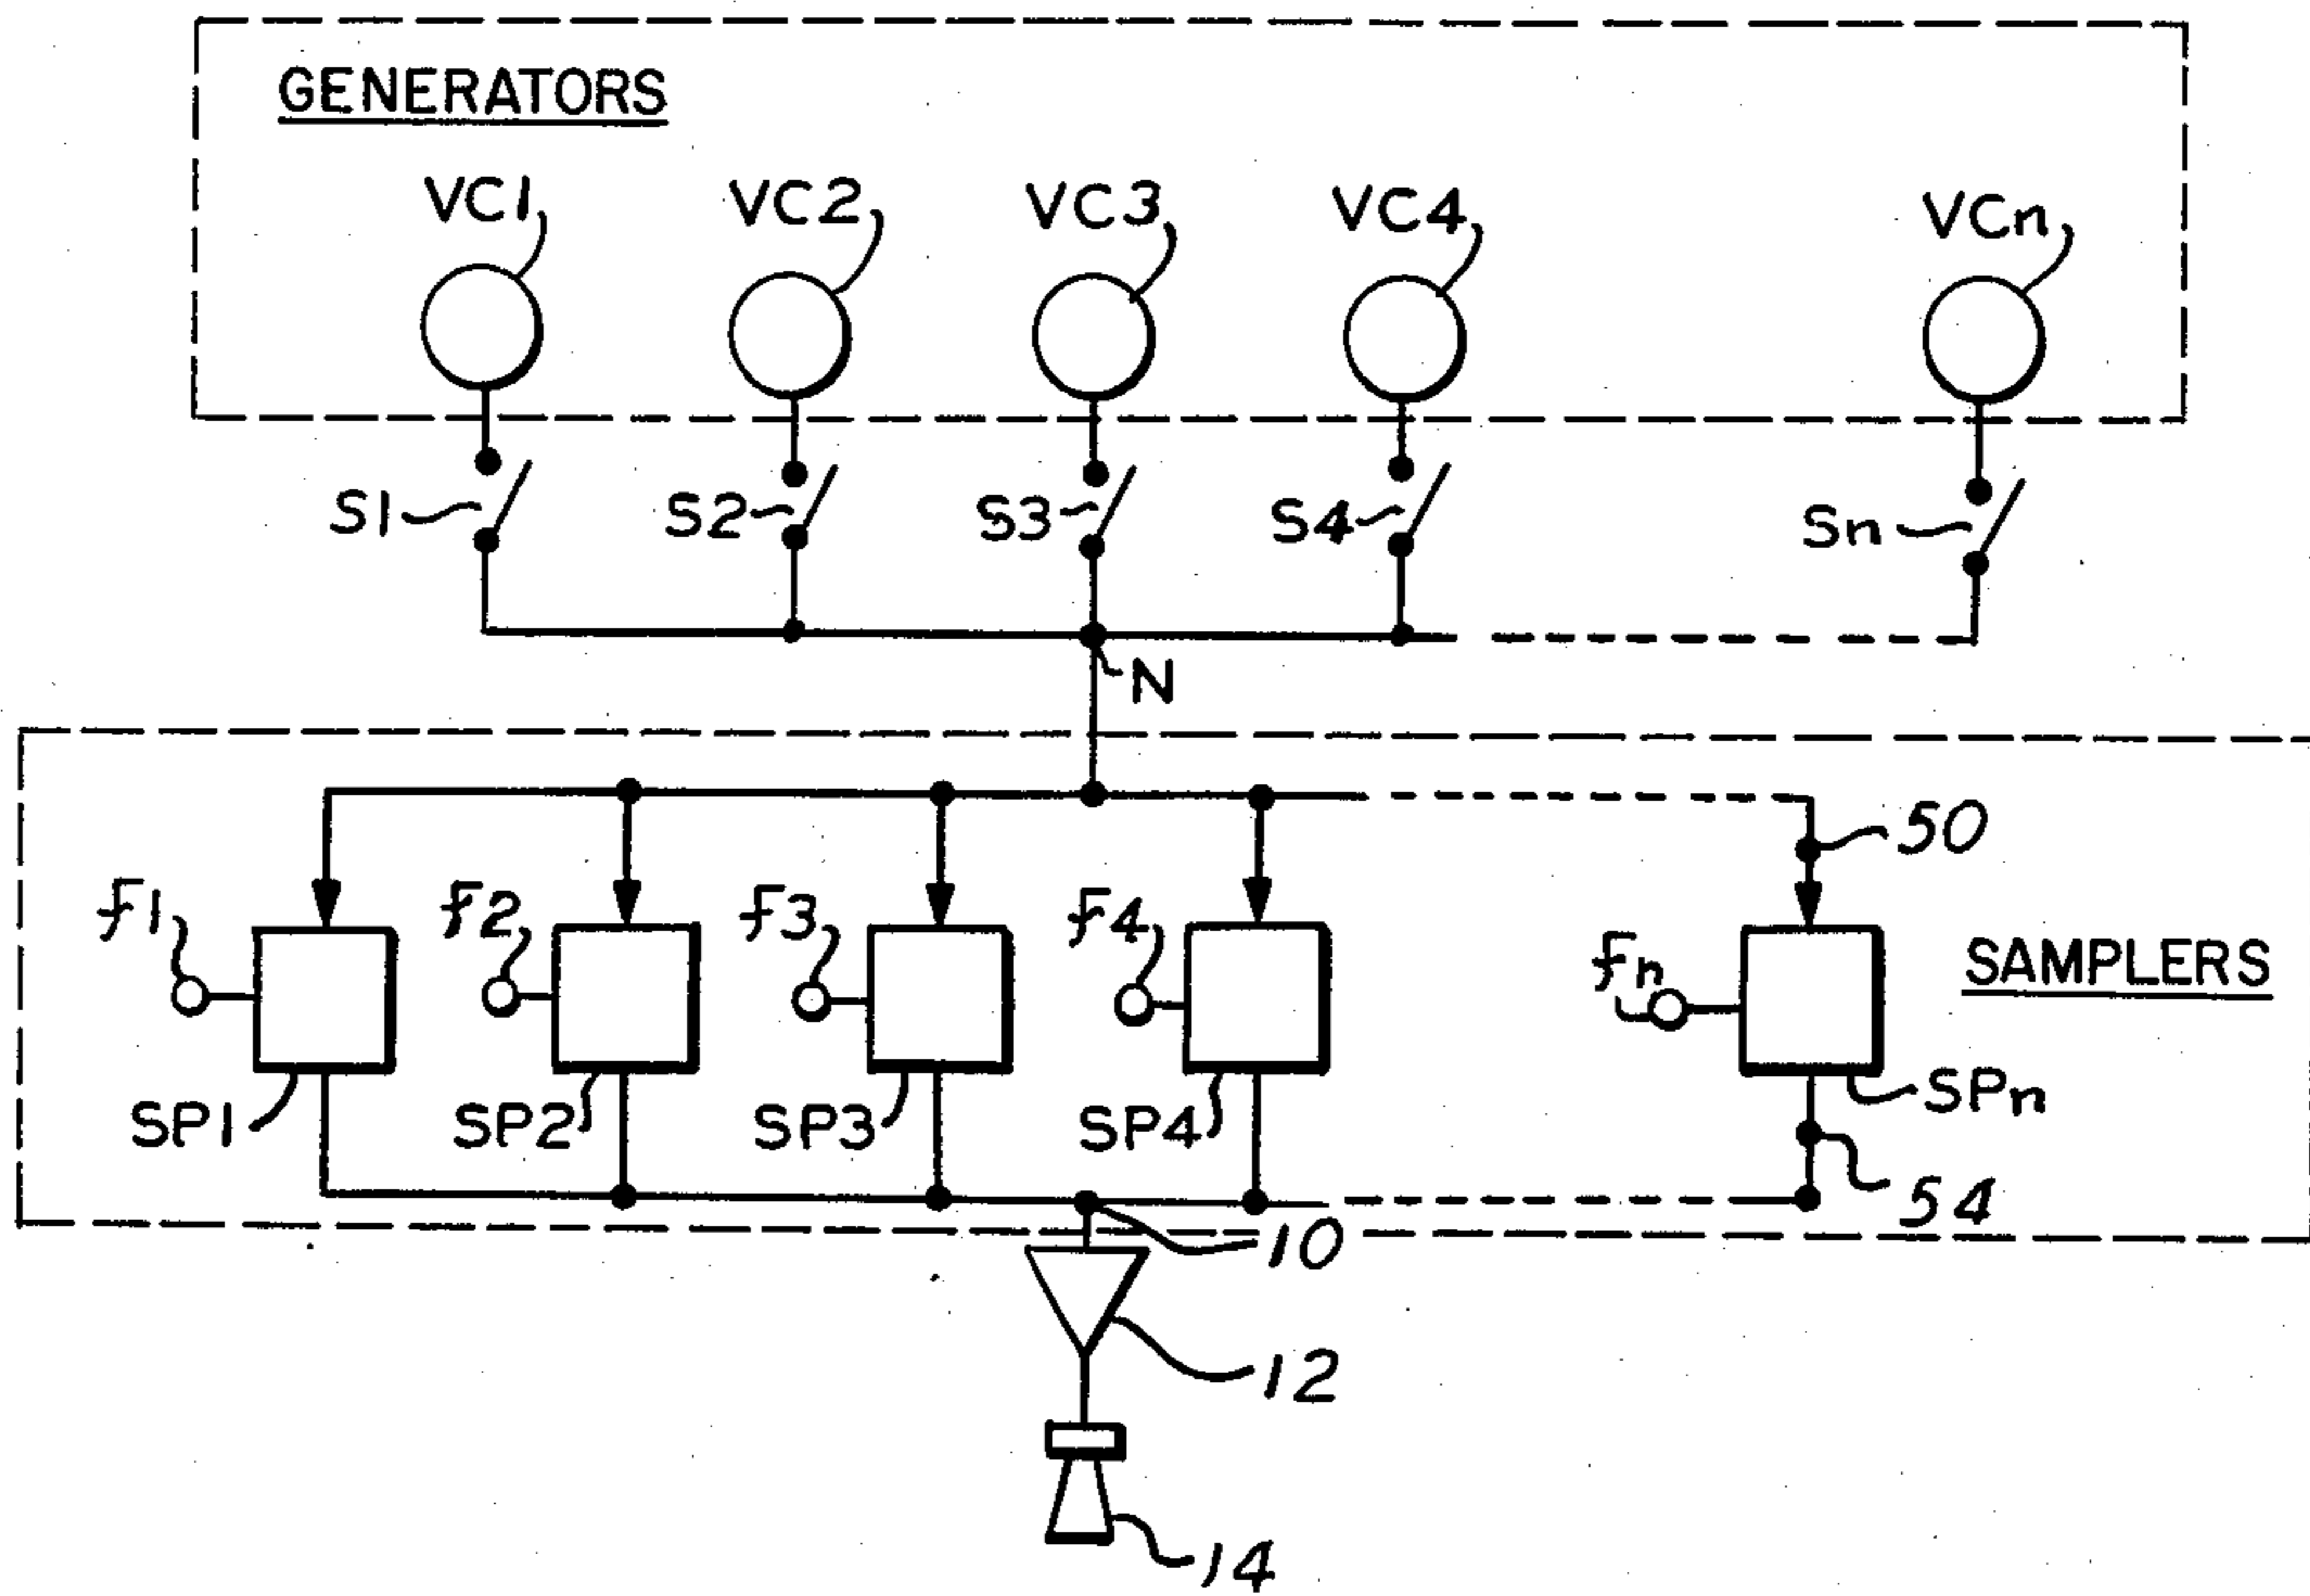 GENERATORS
VC1 VC2 VC3 VC4 VCn
S1 S2 S3 S4 Sn
N
50
f1 f2 f3 f4 fn
SAMPLERS
SP1 SP2 SP3 SP4 SPn
54
10
12
14